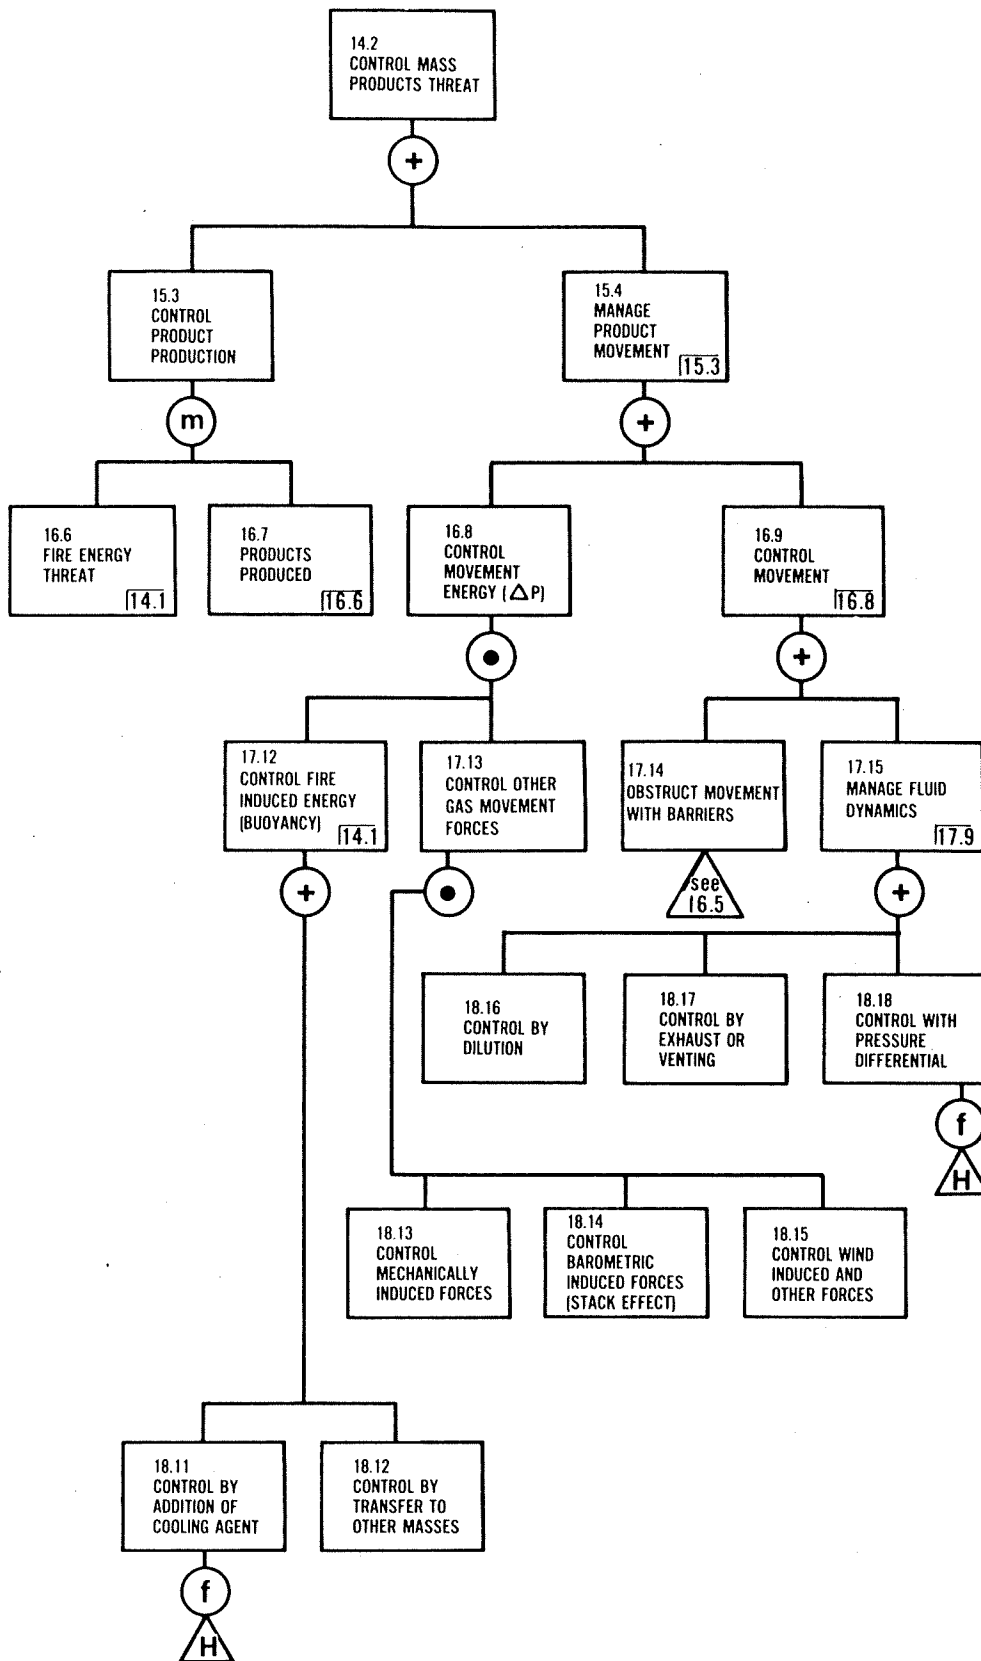 14.2
CONTROL MASS
PRODUCTS THREAT
+
15.3
CONTROL
PRODUCT
PRODUCTION
15.4
MANAGE
PRODUCT
MOVEMENT
15.3
m
+
16.6
FIRE ENERGY
THREAT
14.1
16.7
PRODUCTS
PRODUCED
16.6
16.8
CONTROL
MOVEMENT
ENERGY (△P)
16.9
CONTROL
MOVEMENT
16.8
•
+
17.12
CONTROL FIRE
INDUCED ENERGY
(BUOYANCY)
14.1
17.13
CONTROL OTHER
GAS MOVEMENT
FORCES
17.14
OBSTRUCT MOVEMENT
WITH BARRIERS
17.15
MANAGE FLUID
DYNAMICS
17.9
+
•
see
16.5
+
18.16
CONTROL BY
DILUTION
18.17
CONTROL BY
EXHAUST OR
VENTING
18.18
CONTROL WITH
PRESSURE
DIFFERENTIAL
f
H
18.13
CONTROL
MECHANICALLY
INDUCED FORCES
18.14
CONTROL
BAROMETRIC
INDUCED FORCES
(STACK EFFECT)
18.15
CONTROL WIND
INDUCED AND
OTHER FORCES
18.11
CONTROL BY
ADDITION OF
COOLING AGENT
18.12
CONTROL BY
TRANSFER TO
OTHER MASSES
f
H